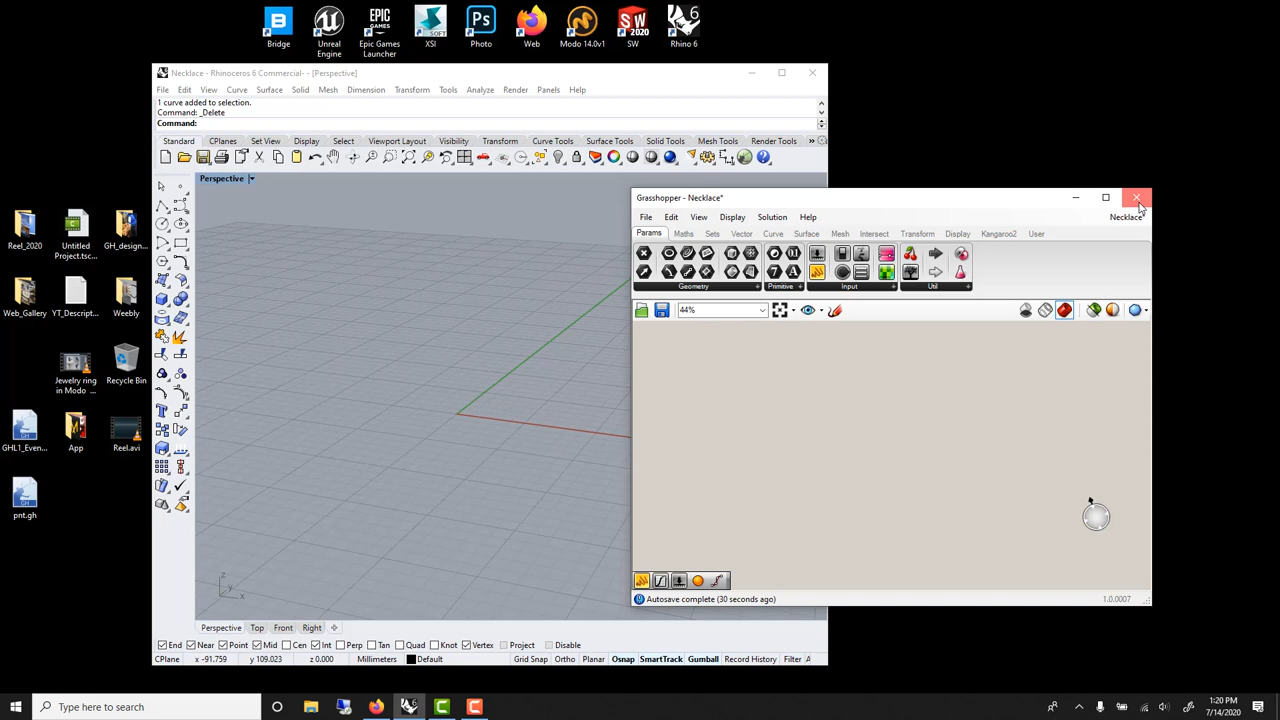 Bridge
Unreal Engine
Epic Games Launcher
XSI
Photo
Web
Modo 14.0v1
SW
Rhino 6
Reel_2020
Untitled Project.tsc...
GH_design...
Web_Gallery
YT_Descript...
Weebly
Jewelry ring in Modo ...
Recycle Bin
GHL1_Even...
App
Reel.avi
pnt.gh
Necklace - Rhinoceros 6 Commercial- - [Perspective]
File Edit View Curve Surface Solid Mesh Dimension Transform Tools Analyze Render Panels Help
1 curve added to selection.
Command: _Delete
Command:
Standard CPlanes Set View Display Select Viewport Layout Visibility Transform Curve Tools Surface Tools Solid Tools Mesh Tools Render Tools »
Perspective
z
y
x
Perspective Top Front Right
End Near Point Mid Cen Int Perp Tan Quad Knot Vertex Project Disable
CPlane x -91.759 y 109.023 z 0.000 Millimeters Default Grid Snap Ortho Planar Osnap SmartTrack Gumball Record History Filter
Grasshopper - Necklace*
File Edit View Display Solution Help Necklace*
Params Maths Sets Vector Curve Surface Mesh Intersect Transform Display Kangaroo2 User
Geometry Primitive Input Util
44%
Autosave complete (30 seconds ago) 1.0.0007
Type here to search
1:20 PM
7/14/2020